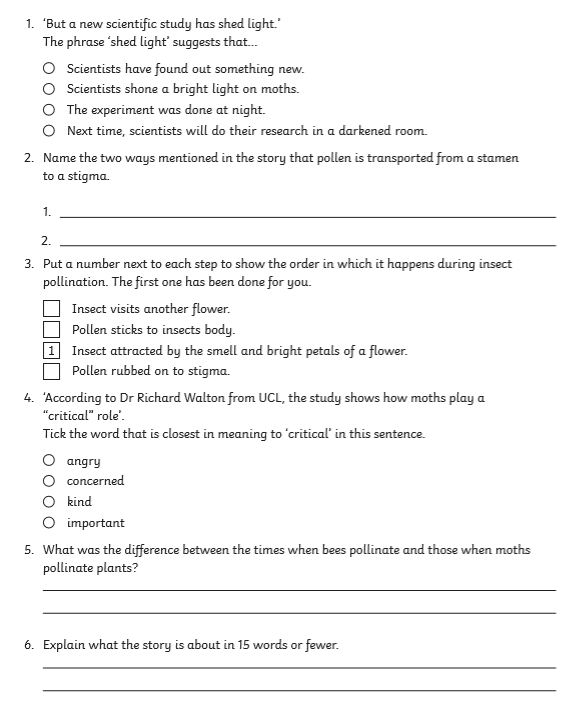 1. ‘But a new scientific study has shed light.’
The phrase ‘shed light’ suggests that...
Scientists have found out something new.
Scientists shone a bright light on moths.
The experiment was done at night.
Next time, scientists will do their research in a darkened room.
2. Name the two ways mentioned in the story that pollen is transported from a stamen
to a stigma.
1.
2.
3. Put a number next to each step to show the order in which it happens during insect
pollination. The first one has been done for you.
Insect visits another flower.
Pollen sticks to insects body.
1 Insect attracted by the smell and bright petals of a flower.
Pollen rubbed on to stigma.
4. ‘According to Dr Richard Walton from UCL, the study shows how moths play a
“critical” role’.
Tick the word that is closest in meaning to ‘critical’ in this sentence.
angry
concerned
kind
important
5. What was the difference between the times when bees pollinate and those when moths
pollinate plants?
6. Explain what the story is about in 15 words or fewer.